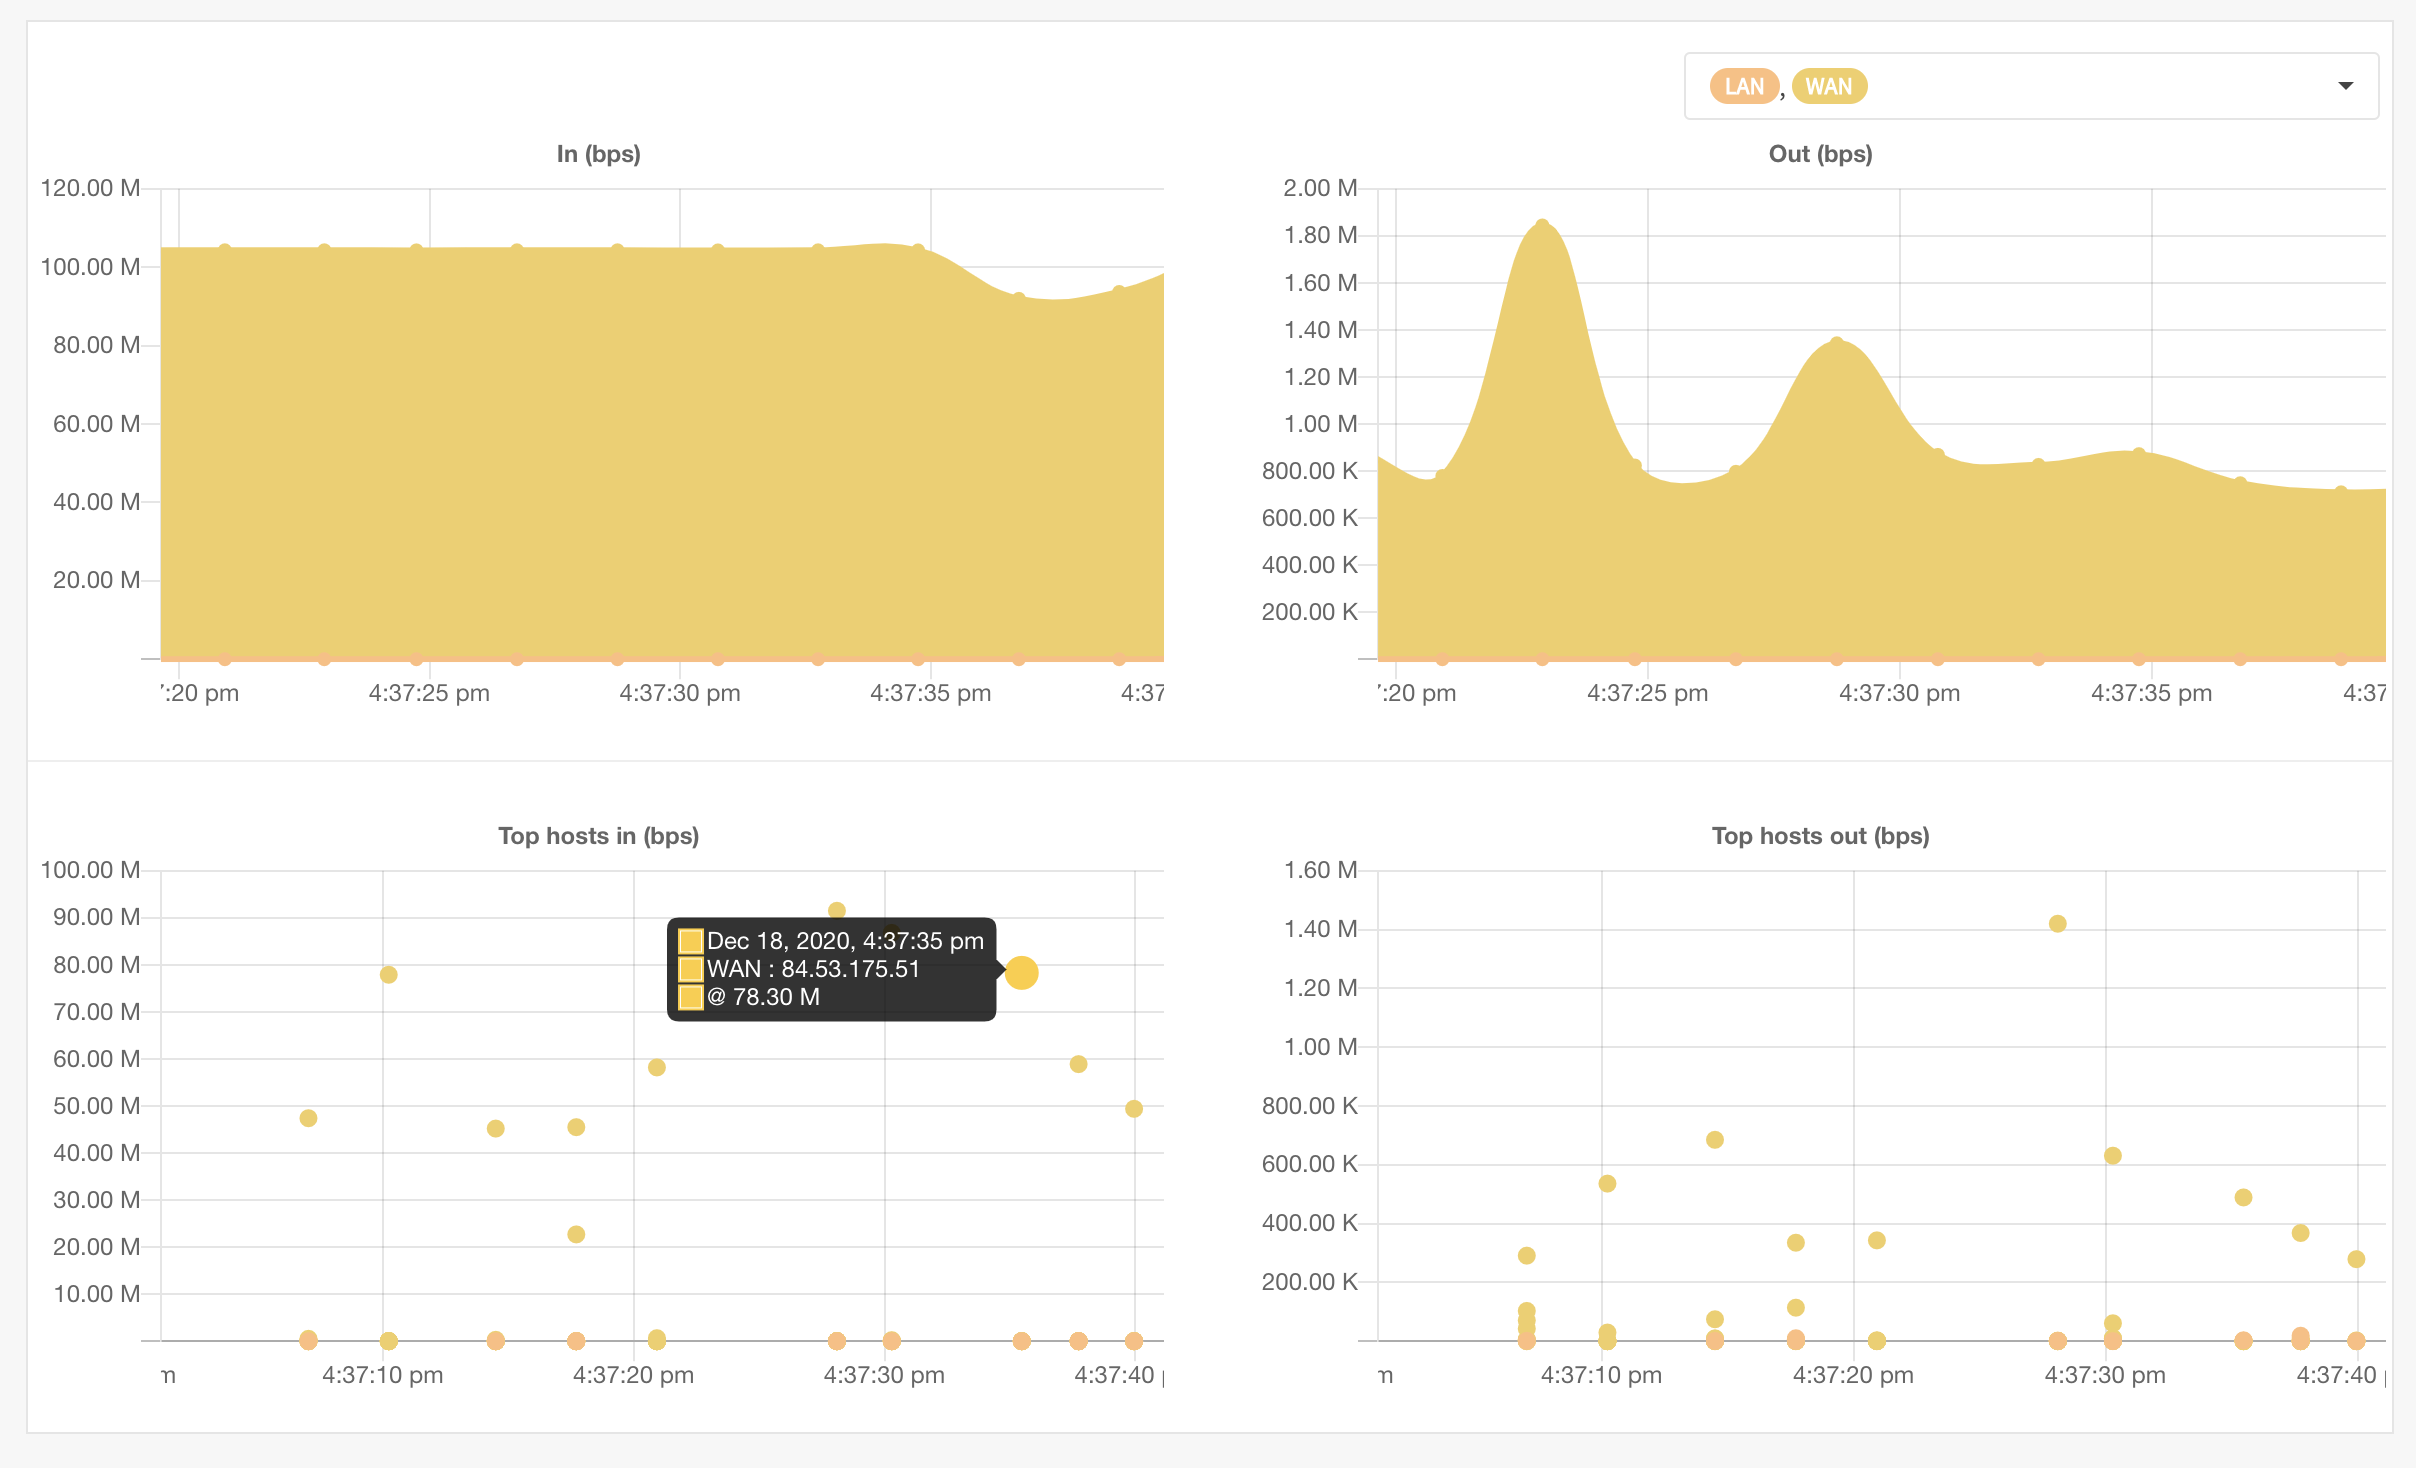 LAN, WAN
In (bps)
120.00 M
100.00 M
80.00 M
60.00 M
40.00 M
20.00 M
:20 pm 4:37:25 pm 4:37:30 pm 4:37:35 pm 4:37
Out (bps)
2.00 M
1.80 M
1.60 M
1.40 M
1.20 M
1.00 M
800.00 K
600.00 K
400.00 K
200.00 K
:20 pm 4:37:25 pm 4:37:30 pm 4:37:35 pm 4:37
Top hosts in (bps)
100.00 M
90.00 M
80.00 M
70.00 M
60.00 M
50.00 M
40.00 M
30.00 M
20.00 M
10.00 M
Dec 18, 2020, 4:37:35 pm
WAN : 84.53.175.51
@ 78.30 M
m 4:37:10 pm 4:37:20 pm 4:37:30 pm 4:37:40
Top hosts out (bps)
1.60 M
1.40 M
1.20 M
1.00 M
800.00 K
600.00 K
400.00 K
200.00 K
m 4:37:10 pm 4:37:20 pm 4:37:30 pm 4:37:40